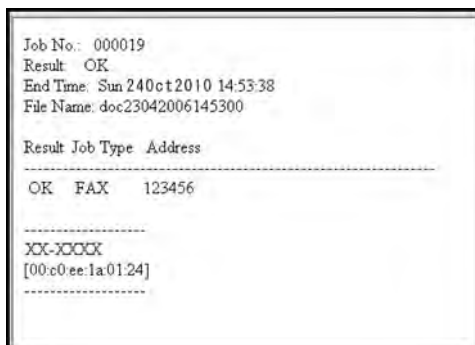 Job No.: 000019
Result: OK
End Time: Sun 24Oct2010 14:53:38
File Name: doc23042006145300
Result Job Type Address
--------------------------------------------------------------------
OK FAX 123456
--------------------
XX-XXXX
[00:c0:ee:1a:01:24]
--------------------